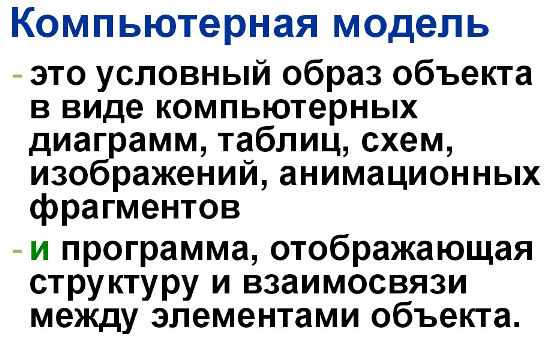 Компьютерная модель
- это условный образ объекта
в виде компьютерных
диаграмм, таблиц, схем,
изображений, анимационных
фрагментов
- и программа, отображающая
структуру и взаимосвязи
между элементами объекта.